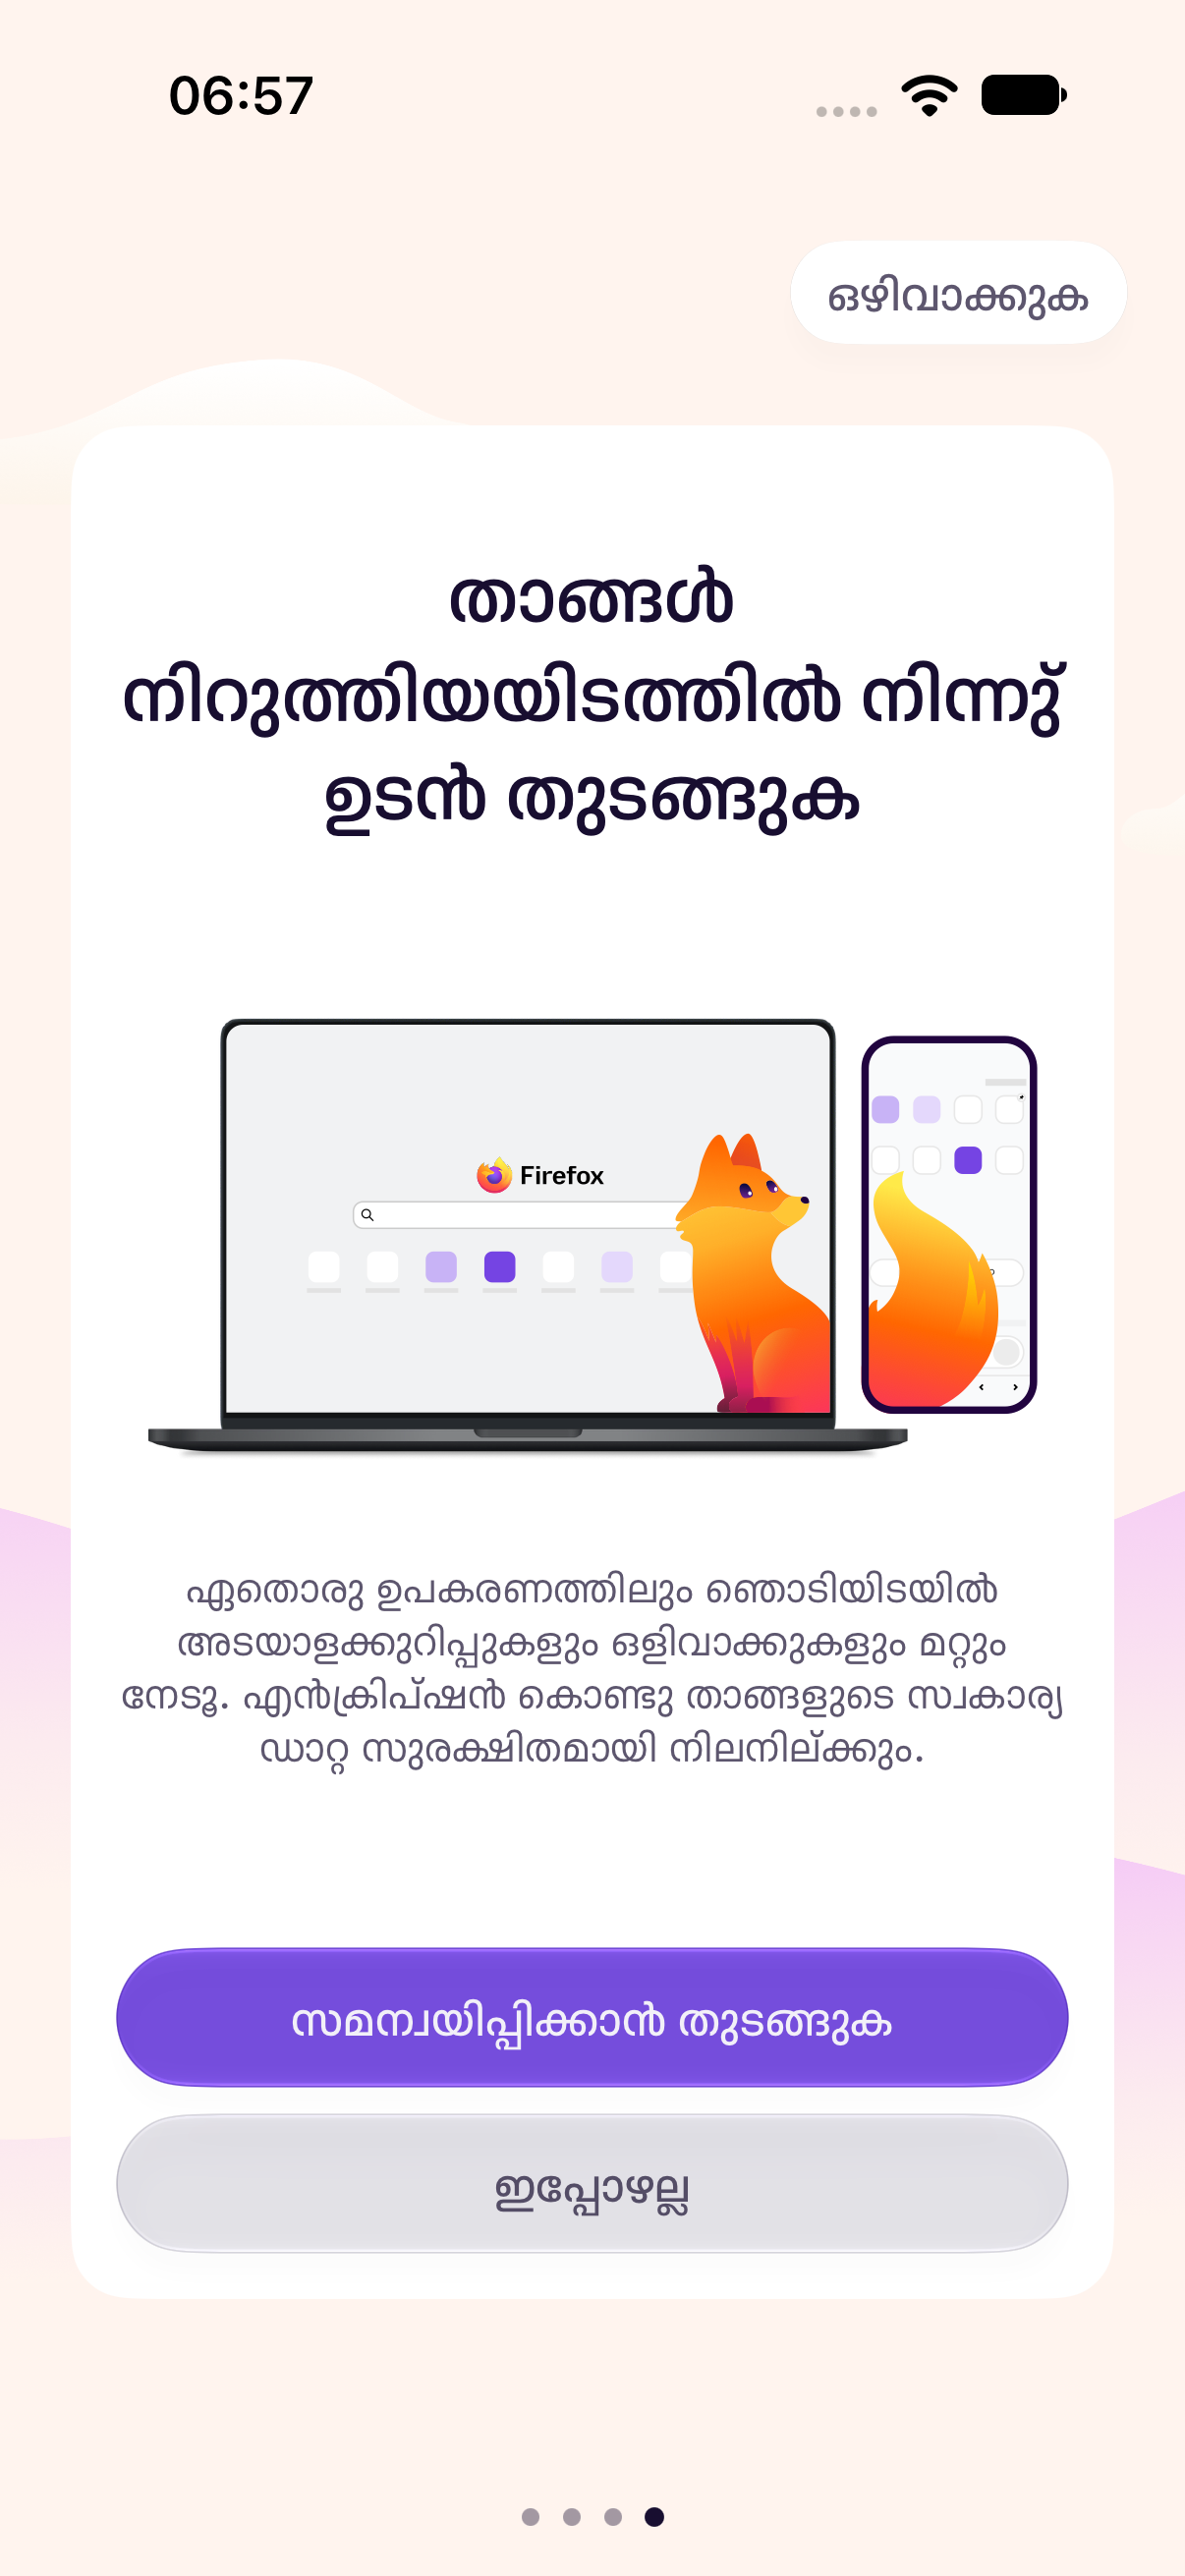 06:57
ഒഴിവാക്കുക
താങ്ങൾ
നിറുത്തിയയിടത്തിൽ നിന്നു്
ഉടൻ തുടങ്ങുക
Firefox
ഏതൊരു ഉപകരണത്തിലും ഞൊടിയിടയിൽ
അടയാളക്കുറിപ്പുകളും ഒളിവാക്കുകളും മറ്റും
നേടൂ. എൻക്രിപ്ഷൻ കൊണ്ടു താങ്ങളുടെ സ്വകാര്യ
ഡാറ്റ സുരക്ഷിതമായി നിലനില്ക്കും.
സമന്വയിപ്പിക്കാൻ തുടങ്ങുക
ഇപ്പോഴല്ല